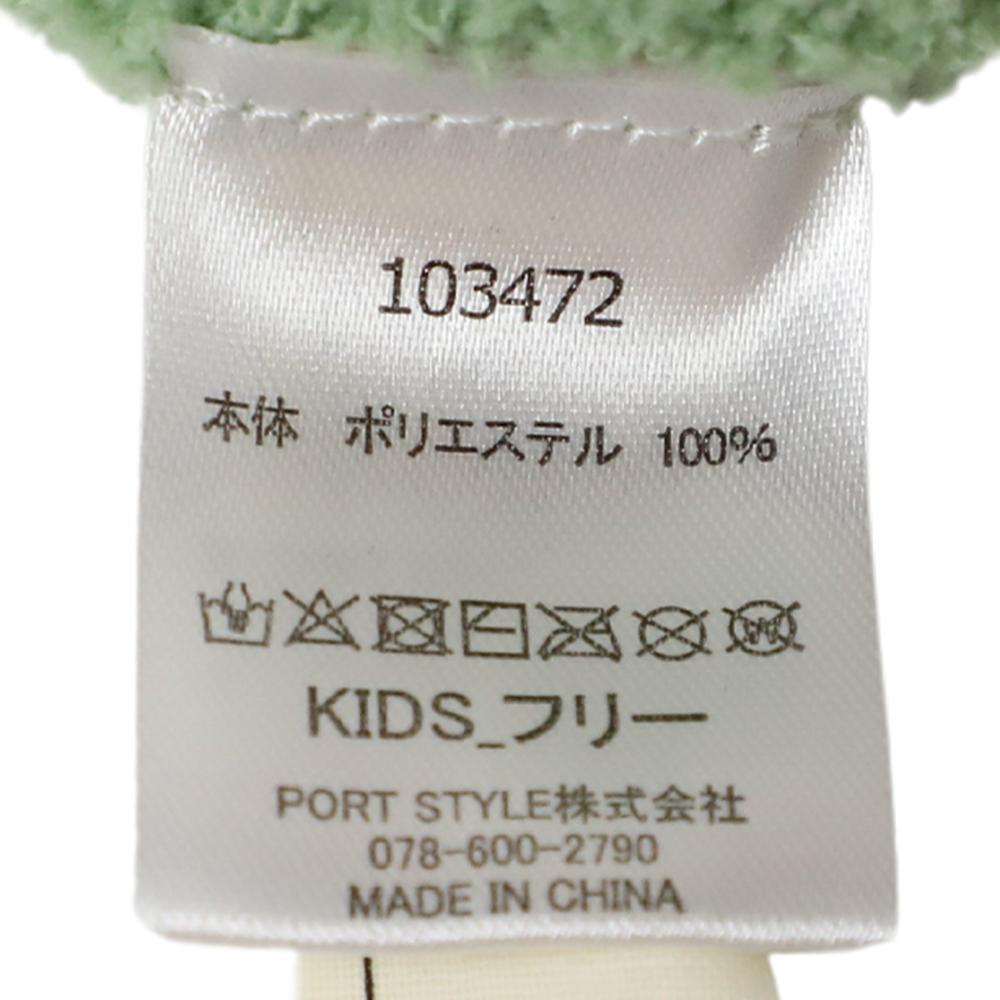 103472
本体 ポリエステル 100%
KIDS_フリー
PORT STYLE株式会社
078-600-2790
MADE IN CHINA